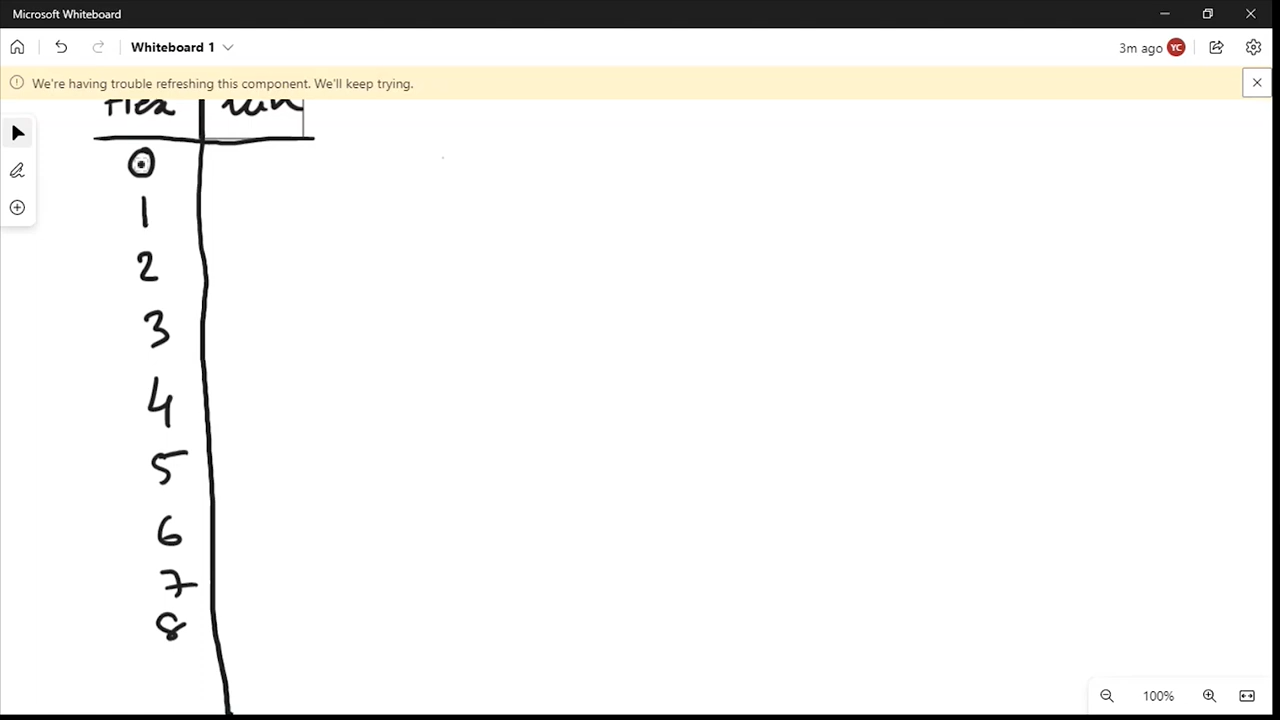 Microsoft Whiteboard
Whiteboard 1
3m ago YC
We're having trouble refreshing this component. We'll keep trying.
Hex
0
1
2
3
4
5
6
7
8
100%